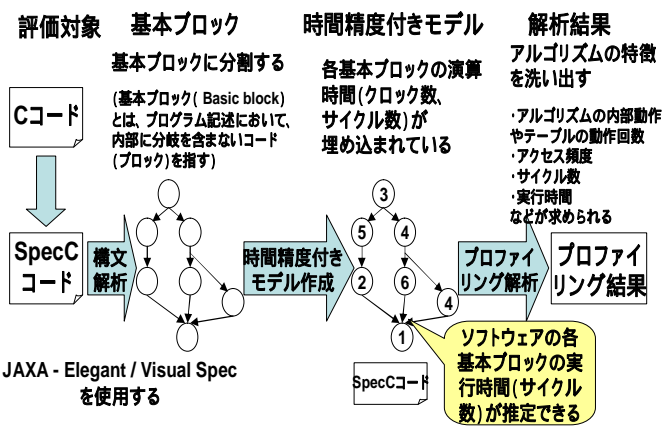 評価対象
基本ブロック
時間精度付きモデル
解析結果
基本ブロックに分割する
(基本ブロック( Basic block)
とは、プログラム記述において、
内部に分岐を含まないコード
(ブロック)を指す)
各基本ブロックの演算
時間(クロック数、
サイクル数)が
埋め込まれている
アルゴリズムの特徴
を洗い出す
・アルゴリズムの内部動作
やテーブルの動作回数
・アクセス頻度
・サイクル数
・実行時間
などが求められる
Cコード
SpecC
コード
構文
解析
時間精度付き
モデル作成
3
5
4
2
6
4
1
プロファイ
リング解析
プロファイ
リング結果
JAXA - Elegant / Visual Spec
を使用する
SpecCコード
ソフトウェアの各
基本ブロックの実
行時間(サイクル
数)が推定できる